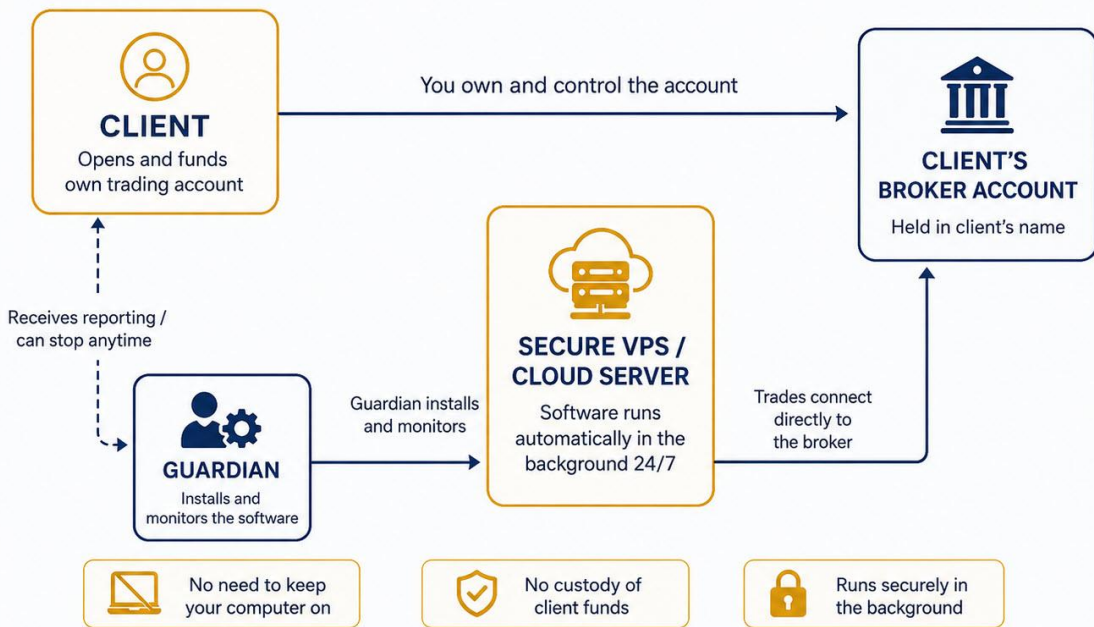 CLIENT
Opens and funds
own trading account
You own and control the account
CLIENT'S
BROKER ACCOUNT
Held in client's name
Receives reporting /
can stop anytime
GUARDIAN
Installs and
monitors the software
Guardian installs
and monitors
SECURE VPS /
CLOUD SERVER
Software runs
automatically in the
background 24/7
Trades connect
directly to
the broker
No need to keep
your computer on
No custody of
client funds
Runs securely in
the background